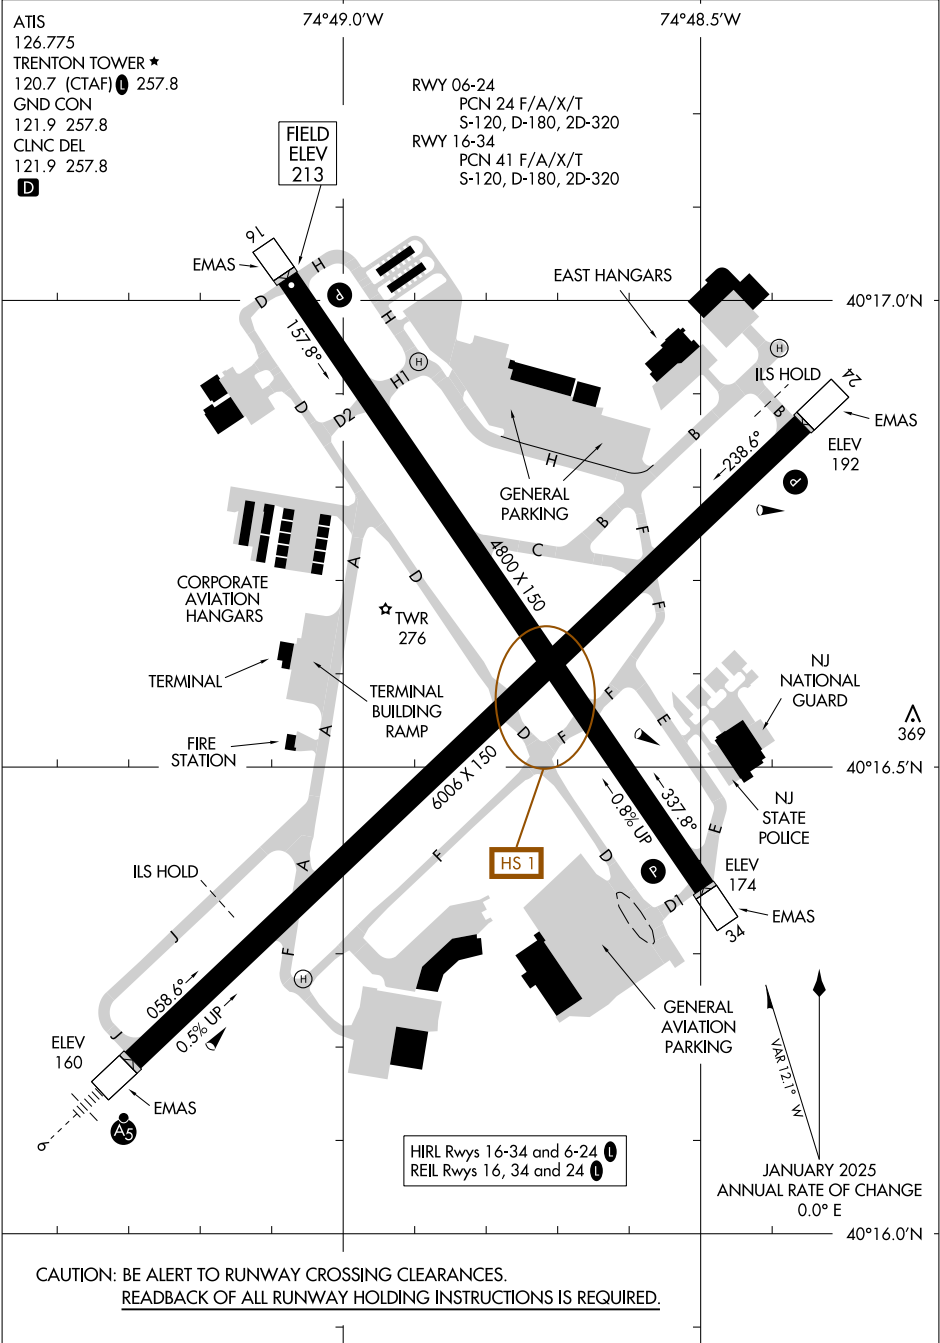 ATIS
126.775
TRENTON TOWER
120.7 (CTAF) L 257.8
GND CON
121.9 257.8
CLNC DEL
121.9 257.8
D
74°49.0'W
74°48.5'W
RWY 06-24
PCN 24 F/A/X/T
S-120, D-180, 2D-320
RWY 16-34
PCN 41 F/A/X/T
S-120, D-180, 2D-320
FIELD
ELEV
213
16
EMAS
H
D
P
H
157.8°
H
H1
D
D2
EAST HANGARS
40°17.0'N
H
ILS HOLD
24
B
EMAS
B
238.6°
ELEV
192
P
H
GENERAL
PARKING
B
F
C
4800 X 150
A
D
F
CORPORATE
AVIATION
HANGARS
TWR
276
TERMINAL
TERMINAL
BUILDING
RAMP
FIRE
STATION
A
D
F
F
E
NJ
NATIONAL
GUARD
369
40°16.5'N
6006 X 150
0.8% UP
337.8°
NJ
STATE
POLICE
E
HS 1
F
D
P
ELEV
174
D1
EMAS
34
ILS HOLD
A
J
F
H
058.6°
0.5% UP
J
ELEV
160
EMAS
A5
6
GENERAL
AVIATION
PARKING
VAR 12.1° W
HIRL Rwys 16-34 and 6-24 L
REIL Rwys 16, 34 and 24 L
JANUARY 2025
ANNUAL RATE OF CHANGE
0.0° E
40°16.0'N
CAUTION: BE ALERT TO RUNWAY CROSSING CLEARANCES.
READBACK OF ALL RUNWAY HOLDING INSTRUCTIONS IS REQUIRED.